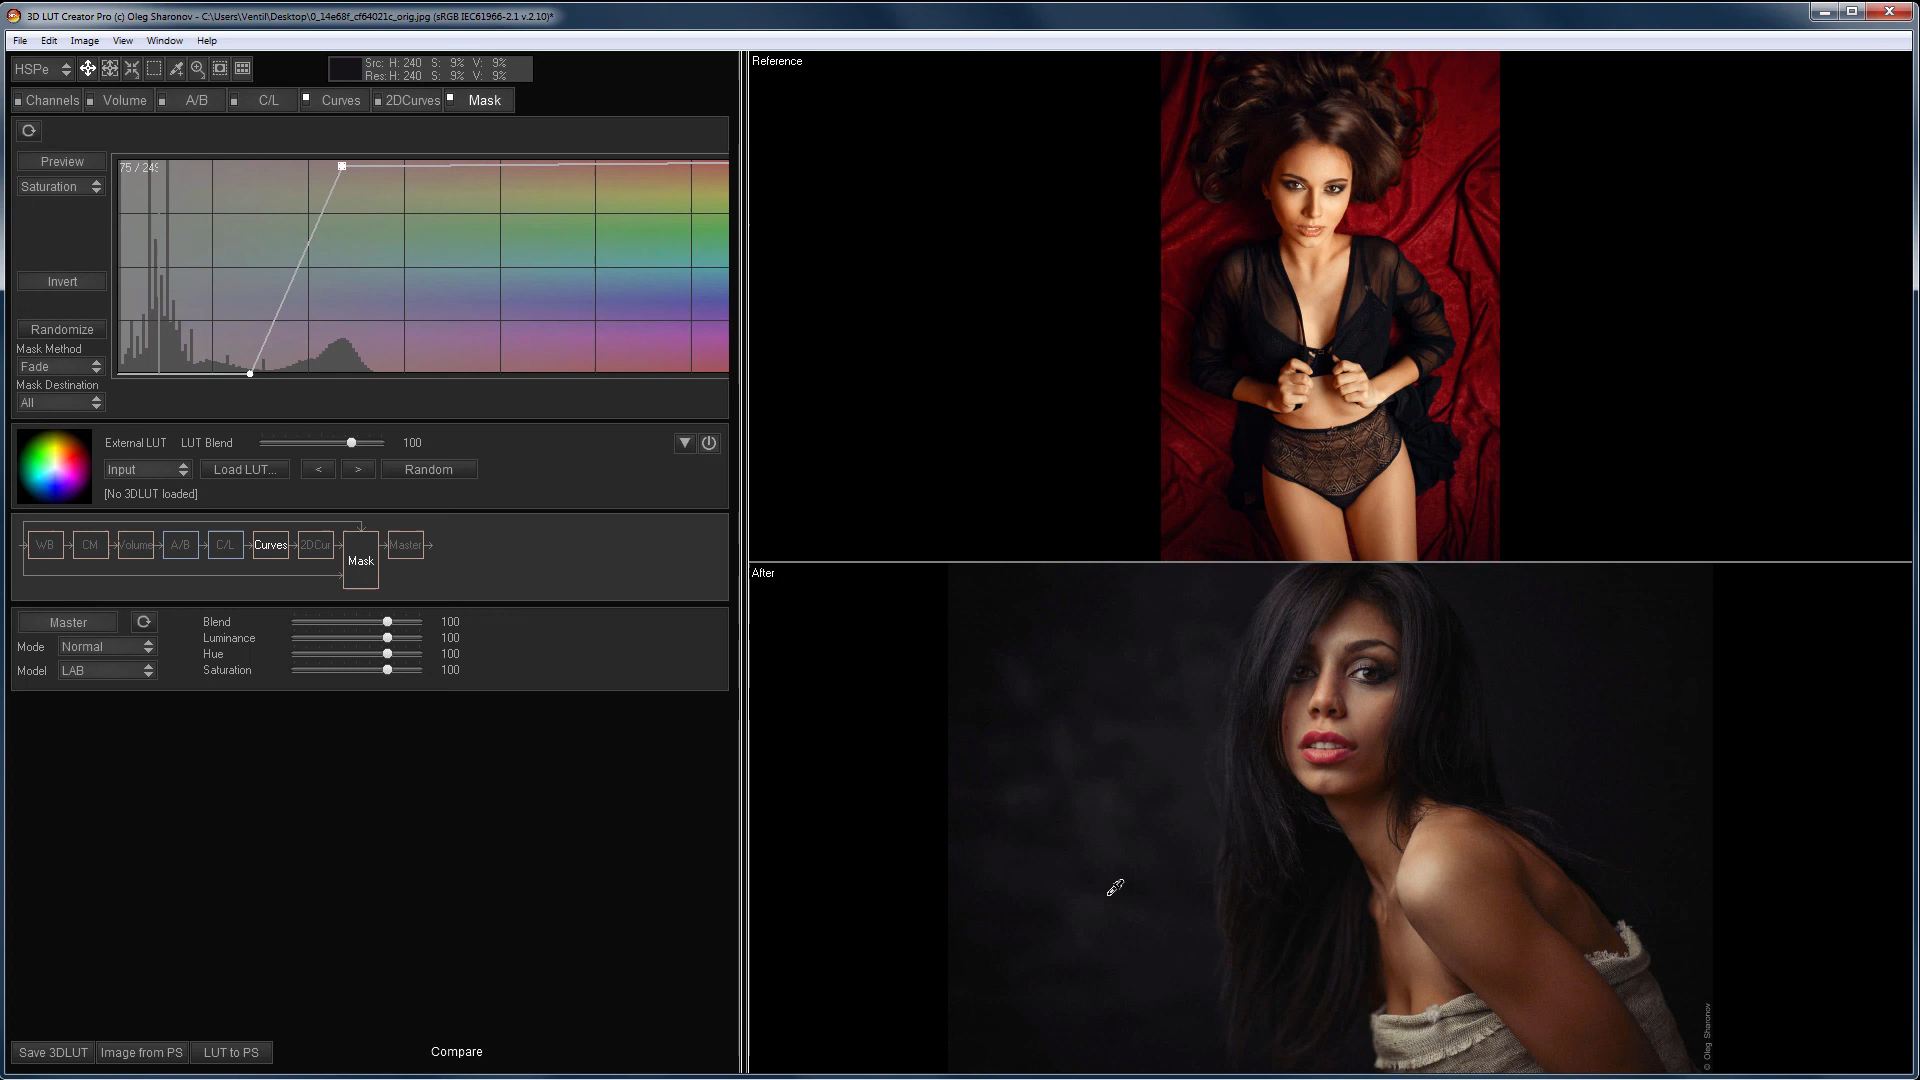 3D LUT Creator Pro (c) Oleg Sharonov - C:\Users\Ventil\Desktop\0_14e68f_cf64021c_orig.jpg (sRGB IEC61966-2.1 v.2.10)*
File Edit Image View Window Help
HSPe
Src: H: 240 S: 9% V: 9%
Res: H: 240 S: 9% V: 9%
Channels Volume A/B C/L Curves 2DCurves Mask
Preview
Saturation
75 / 249
Invert
Randomize
Mask Method
Fade
Mask Destination
All
External LUT LUT Blend 100
Input Load LUT... < > Random
[No 3DLUT loaded]
WB CM Volume A/B C/L Curves 2DCur Mask Master
Master
Mode Normal
Model LAB
Blend 100
Luminance 100
Hue 100
Saturation 100
Save 3DLUT Image from PS LUT to PS Compare
Reference
After
© Oleg Sharonov